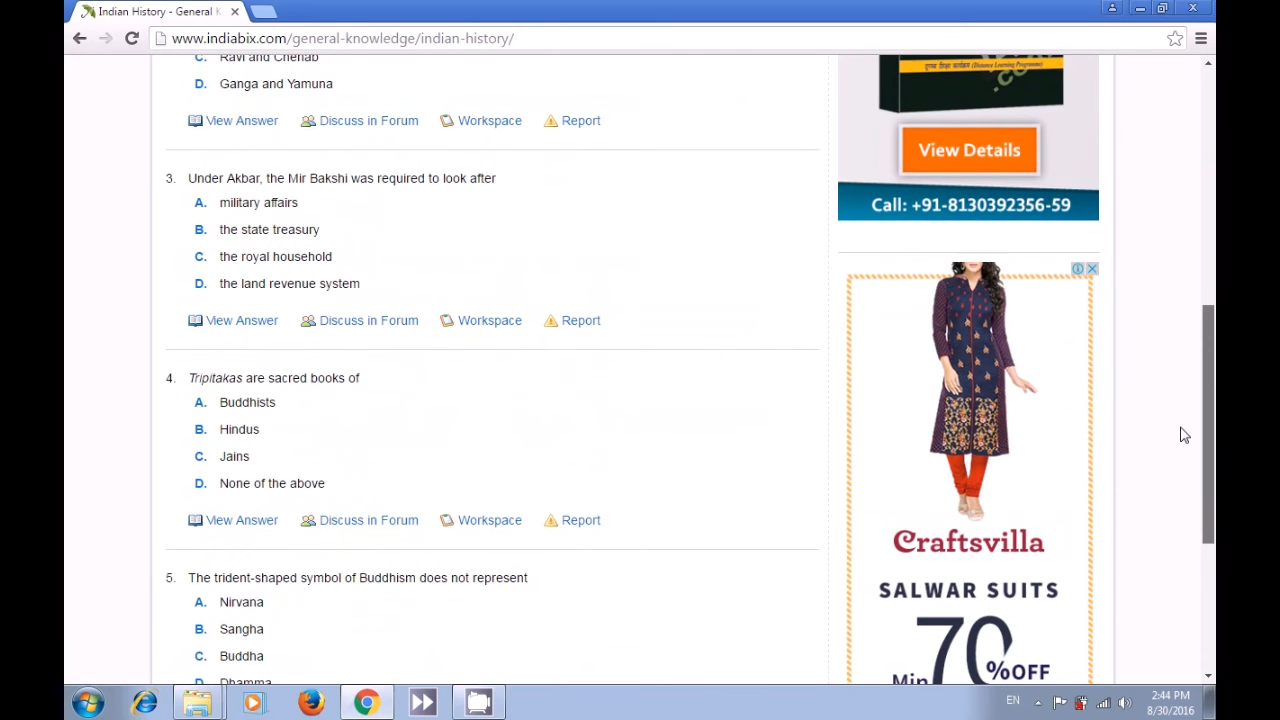 Indian History - General K
www.indiabix.com/general-knowledge/indian-history/
C. Ravi and Chenab
D. Ganga and Yamuna
View Answer Discuss in Forum Workspace Report
3. Under Akbar, the Mir Bakshi was required to look after
A. military affairs
B. the state treasury
C. the royal household
D. the land revenue system
View Answer Discuss in Forum Workspace Report
4. Tripitakas are sacred books of
A. Buddhists
B. Hindus
C. Jains
D. None of the above
View Answer Discuss in Forum Workspace Report
5. The trident-shaped symbol of Buddhism does not represent
A. Nirvana
B. Sangha
C. Buddha
D. Dhamma
(Distance Learning Programme)
.com
View Details
Call: +91-8130392356-59
Craftsvilla
SALWAR SUITS
Min 70 %OFF
EN
2:44 PM
8/30/2016